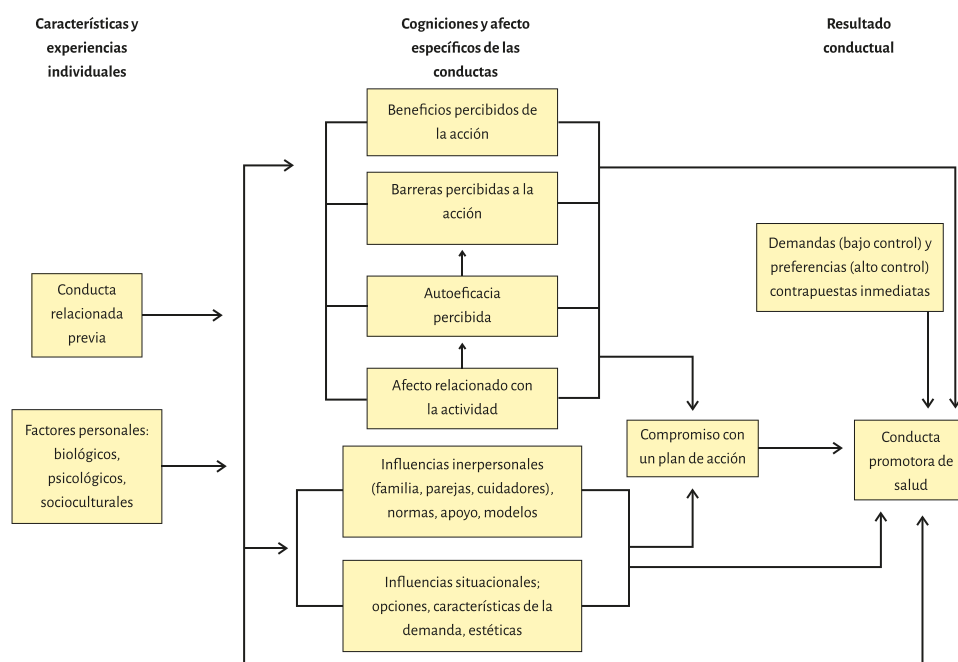 Características y
experiencias
individuales
Cogniciones y afecto
específicos de las
conductas
Resultado
conductual
Beneficios percibidos de
la acción
Barreras percibidas a la
acción
Autoeficacia
percibida
Afecto relacionado con
la actividad
Influencias inerpersonales
(familia, parejas, cuidadores),
normas, apoyo, modelos
Influencias situacionales;
opciones, características de la
demanda, estéticas
Conducta
relacionada
previa
Factores personales:
biológicos,
psicológicos,
socioculturales
Demandas (bajo control) y
preferencias (alto control)
contrapuestas inmediatas
Compromiso con
un plan de acción
Conducta
promotora de
salud